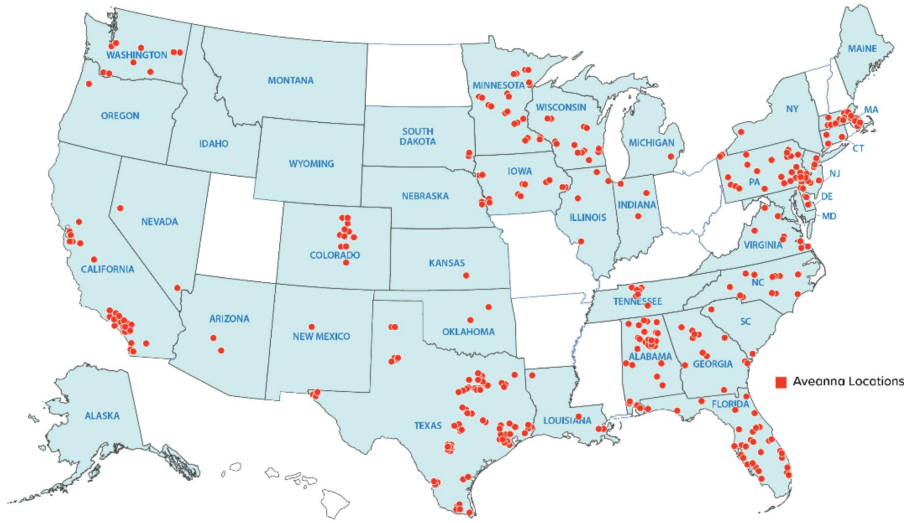 WASHINGTON
MAINE
MONTANA
MINNESOTA
OREGON
WISCONSIN
NY
MA
SOUTH
DAKOTA
MICHIGAN
IDAHO
CT
WYOMING
IOWA
PA
NJ
NEBRASKA
DE
ILLINOIS
INDIANA
MD
NEVADA
VIRGINIA
COLORADO
CALIFORNIA
KANSAS
NC
TENNESSEE
ARIZONA
OKLAHOMA
NEW MEXICO
SC
ALABAMA
GEORGIA
Aveanna Locations
FLORIDA
ALASKA
LOUISIANA
TEXAS